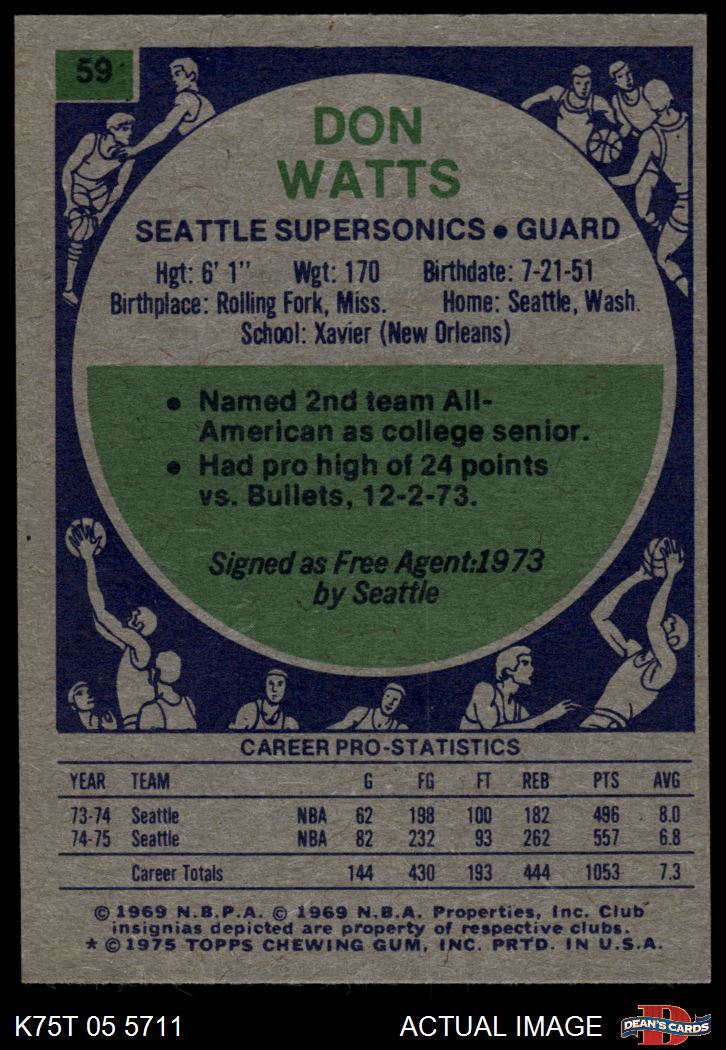 59
DON
WATTS
SEATTLE SUPERSONICS • GUARD
Hgt: 6' 1" Wgt: 170 Birthdate: 7-21-51
Birthplace: Rolling Fork, Miss. Home: Seattle, Wash.
School: Xavier (New Orleans)
• Named 2nd team All-
American as college senior.
• Had pro high of 24 points
vs. Bullets, 12-2-73.
Signed as Free Agent:1973
by Seattle
CAREER PRO-STATISTICS
YEAR TEAM G FG FT REB PTS AVG
73-74 Seattle NBA 62 198 100 182 496 8.0
74-75 Seattle NBA 82 232 93 262 557 6.8
Career Totals 144 430 193 444 1053 7.3
© 1969 N.B.P.A. © 1969 N.B.A. Properties, Inc. Club
insignias depicted are property of respective clubs.
* © 1975 TOPPS CHEWING GUM, INC. PRTD. IN U.S.A.
K75T 05 5711 ACTUAL IMAGE D DEAN'S CARDS